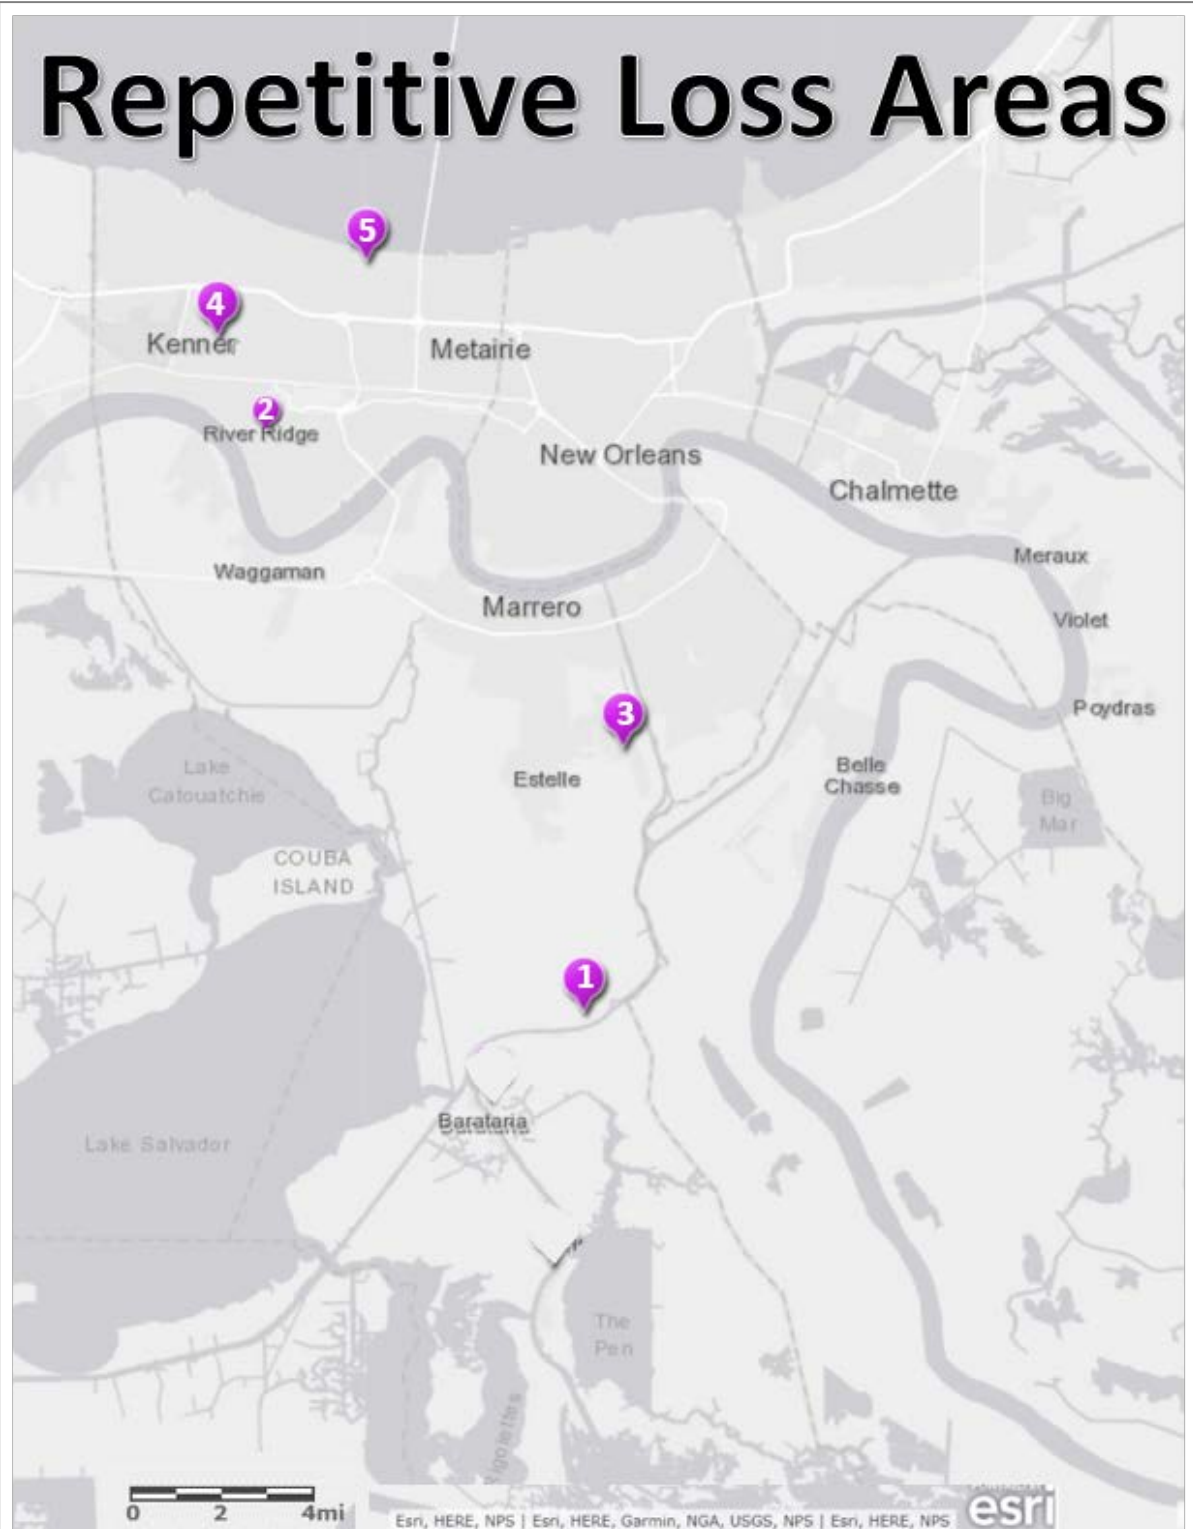 Repetitive Loss Areas
5
4
Kenner
Metairie
2
River Ridge
New Orleans
Chalmette
Meraux
Waggaman
Marrero
Violet
3
Poydras
Lake
Catouatchie
Estelle
Belle
Chasse
Big
Mar
COUBA
ISLAND
1
Barataria
Lake Salvador
The
Pen
0 2 4mi
Esri, HERE, NPS | Esri, HERE, Garmin, NGA, USGS, NPS | Esri, HERE, NPS
esri